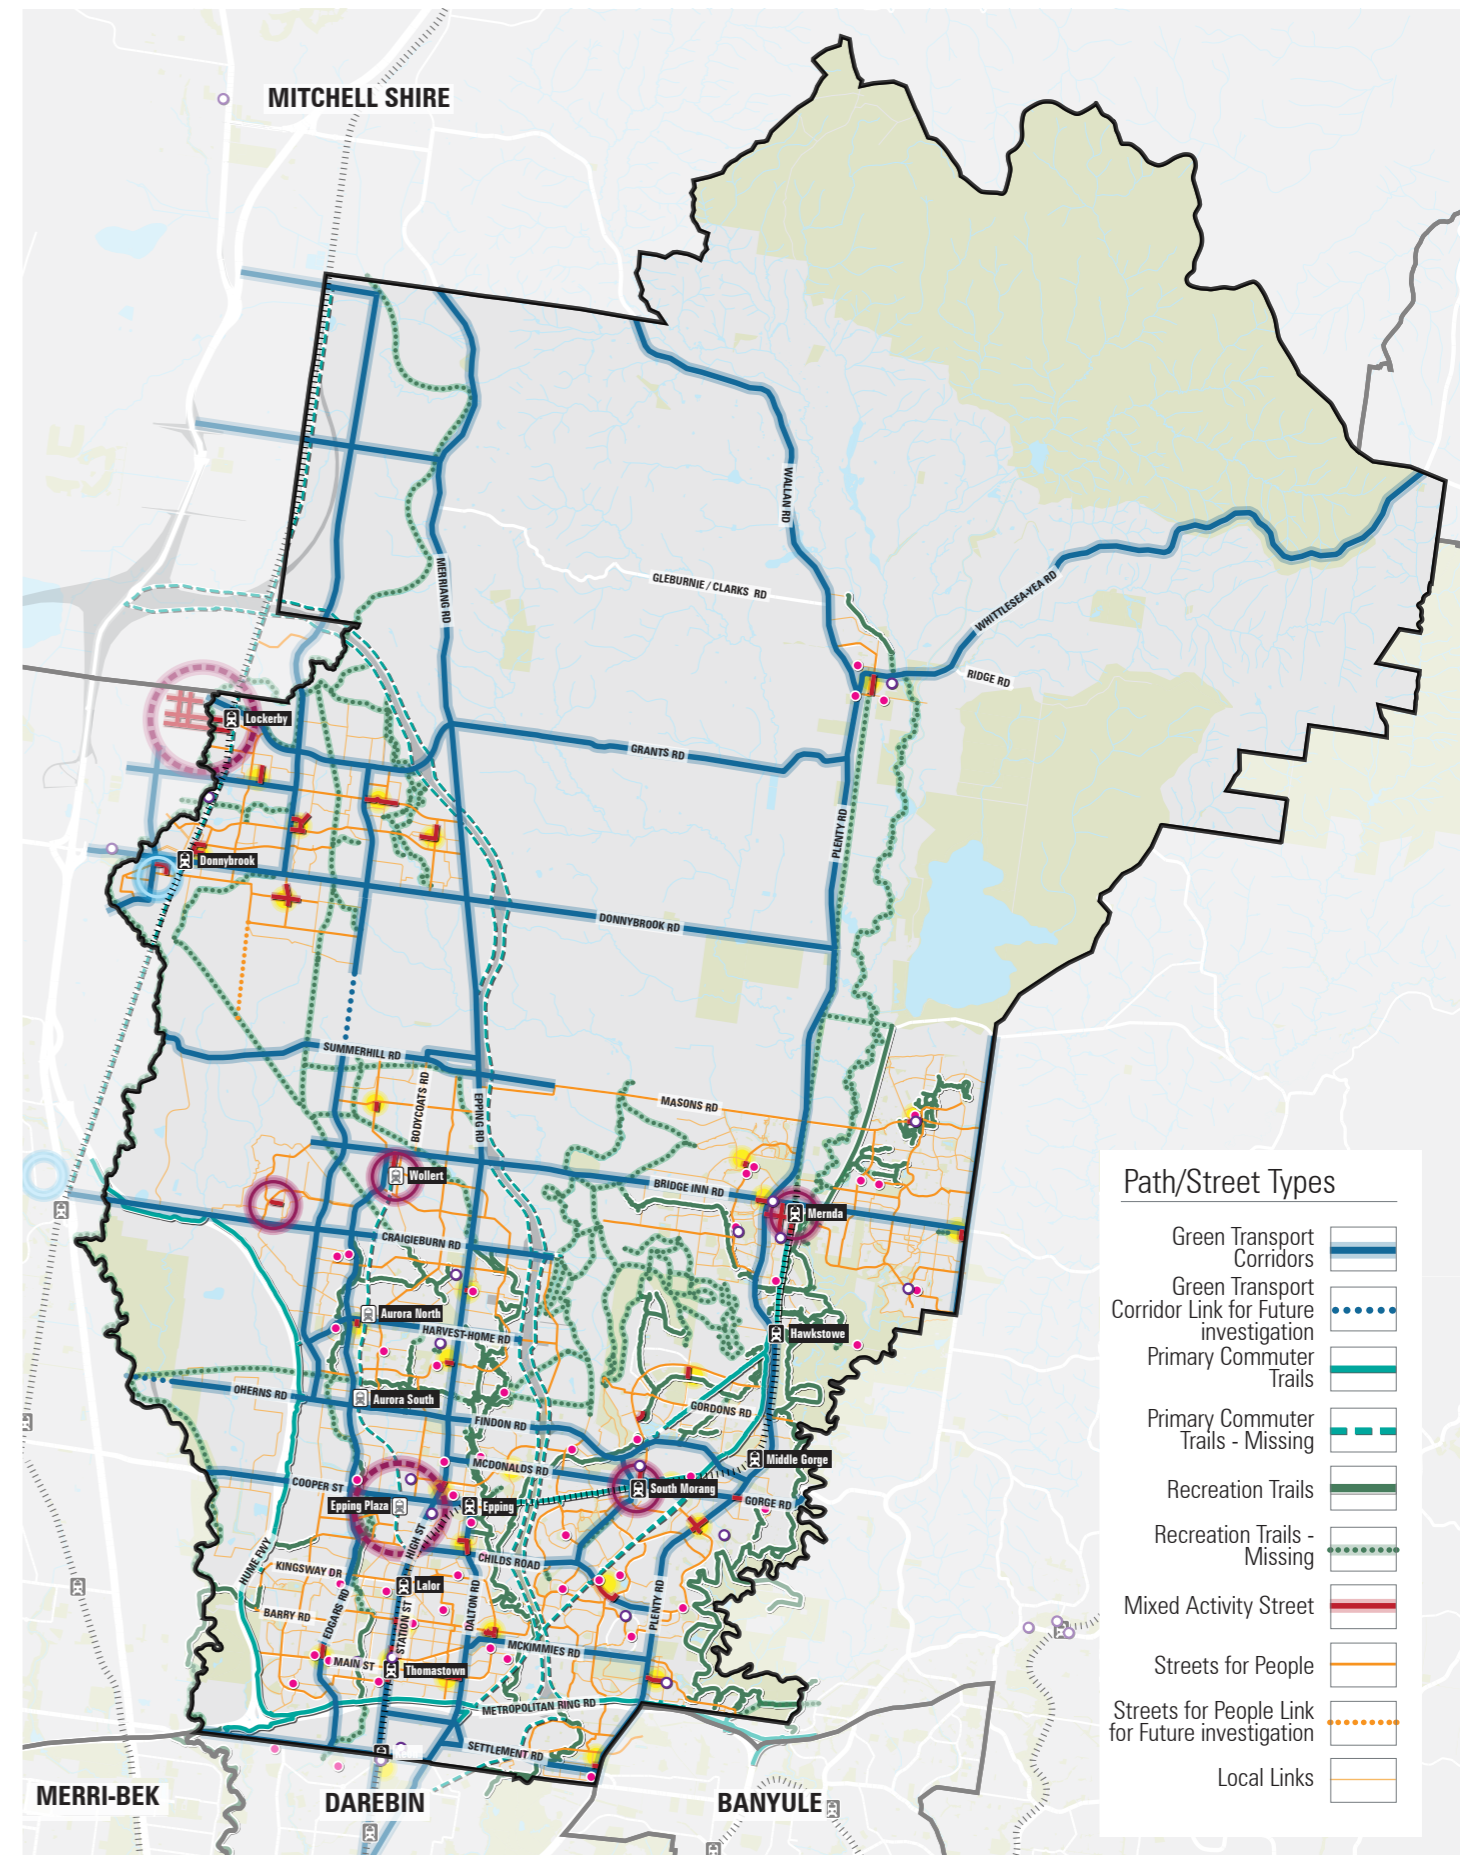 MITCHELL SHIRE
WALLAN RD
MERRIANG RD
GLEBURNIE / CLARKS RD
WHITTLESEA-YEA RD
RIDGE RD
Lockerby
GRANTS RD
PLENTY RD
Donnybrook
DONNYBROOK RD
SUMMERHILL RD
BODYCOATS RD
EPPING RD
MASONS RD
Wollert
BRIDGE INN RD
Mernda
CRAIGIEBURN RD
Aurora North
HARVEST-HOME RD
Hawkstowe
OHERNS RD
Aurora South
GORDONS RD
FINDON RD
MCDONALDS RD
Middle Gorge
COOPER ST
South Morang
Epping Plaza
Epping
GORGE RD
HIGH ST
HUME FWY
KINGSWAY DR
CHILDS ROAD
Lalor
BARRY RD
EDGARS RD
STATION ST
DALTON RD
PLENTY RD
MCKIMMIES RD
MAIN ST
Thomastown
METROPOLITAN RING RD
SETTLEMENT RD
MERRI-BEK
DAREBIN
BANYULE
Path/Street Types
Green Transport
Corridors
Green Transport
Corridor Link for Future
investigation
Primary Commuter
Trails
Primary Commuter
Trails - Missing
Recreation Trails
Recreation Trails -
Missing
Mixed Activity Street
Streets for People
Streets for People Link
for Future investigation
Local Links